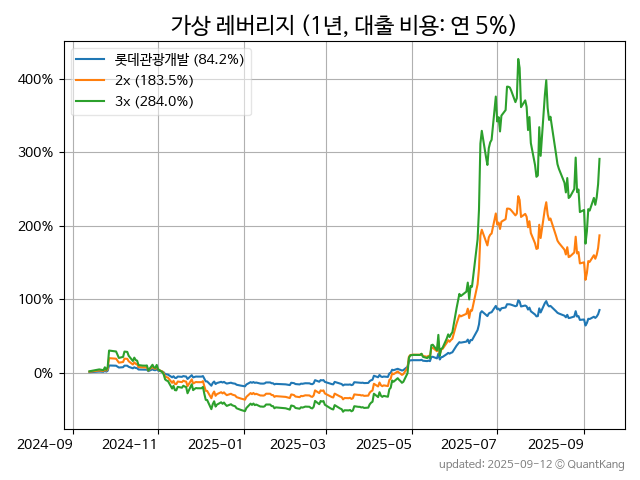 가상 레버리지 (1년, 대출 비용: 연 5%)
롯데관광개발 (84.2%)
2x (183.5%)
3x (284.0%)
400%
300%
200%
100%
0%
2024-09
2024-11
2025-01
2025-03
2025-05
2025-07
2025-09
updated: 2025-09-12 © QuantKang